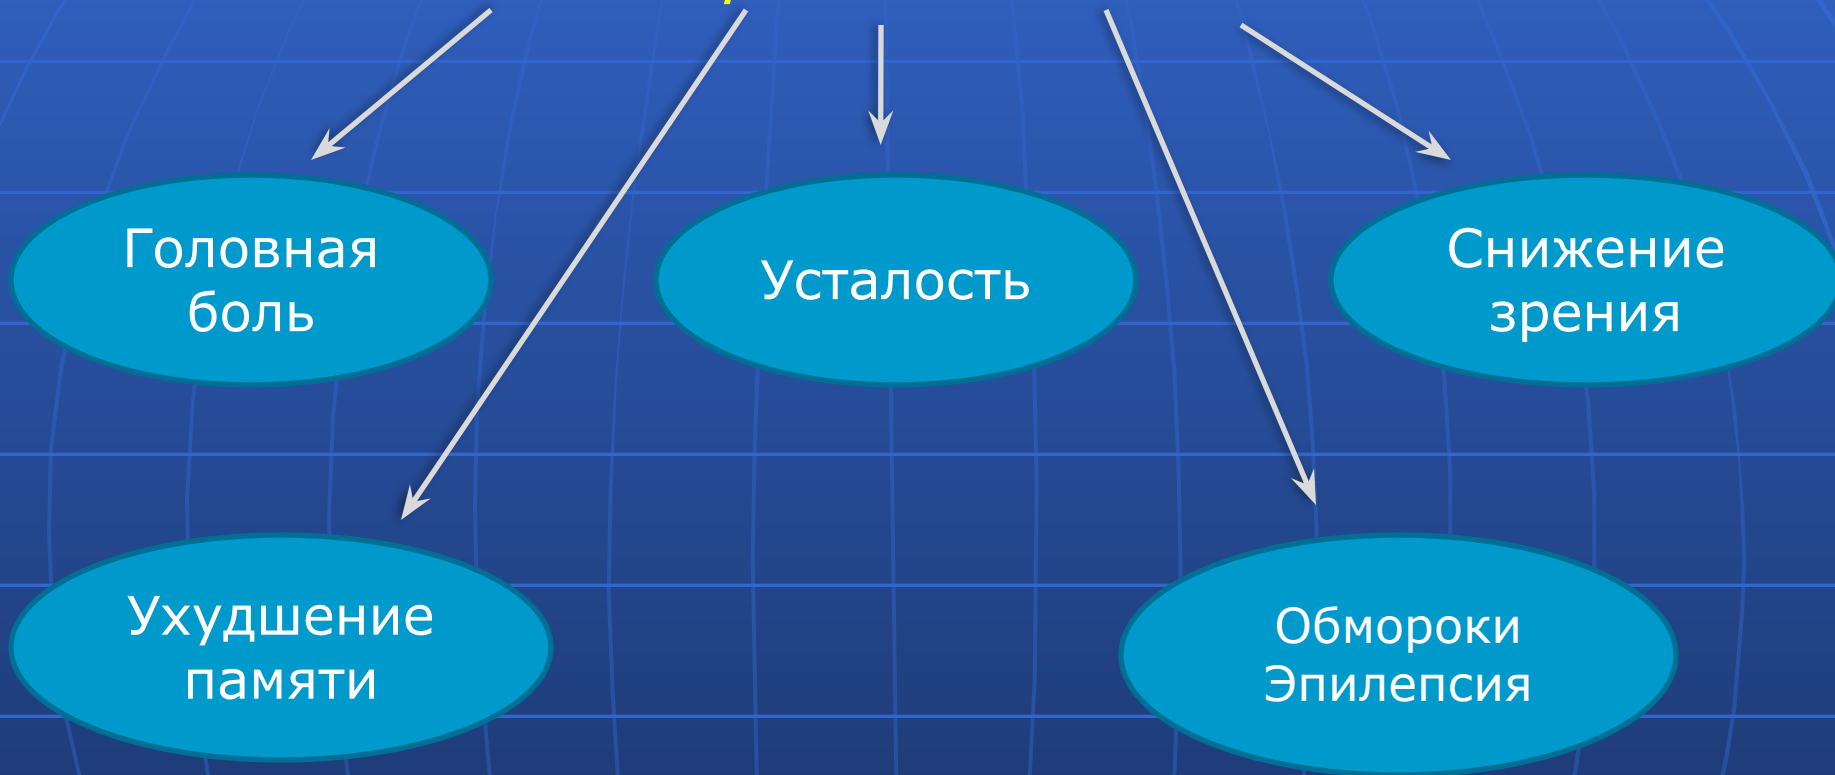 Головная
боль
Усталость
Снижение
зрения
Ухудшение
памяти
Обмороки
Эпилепсия